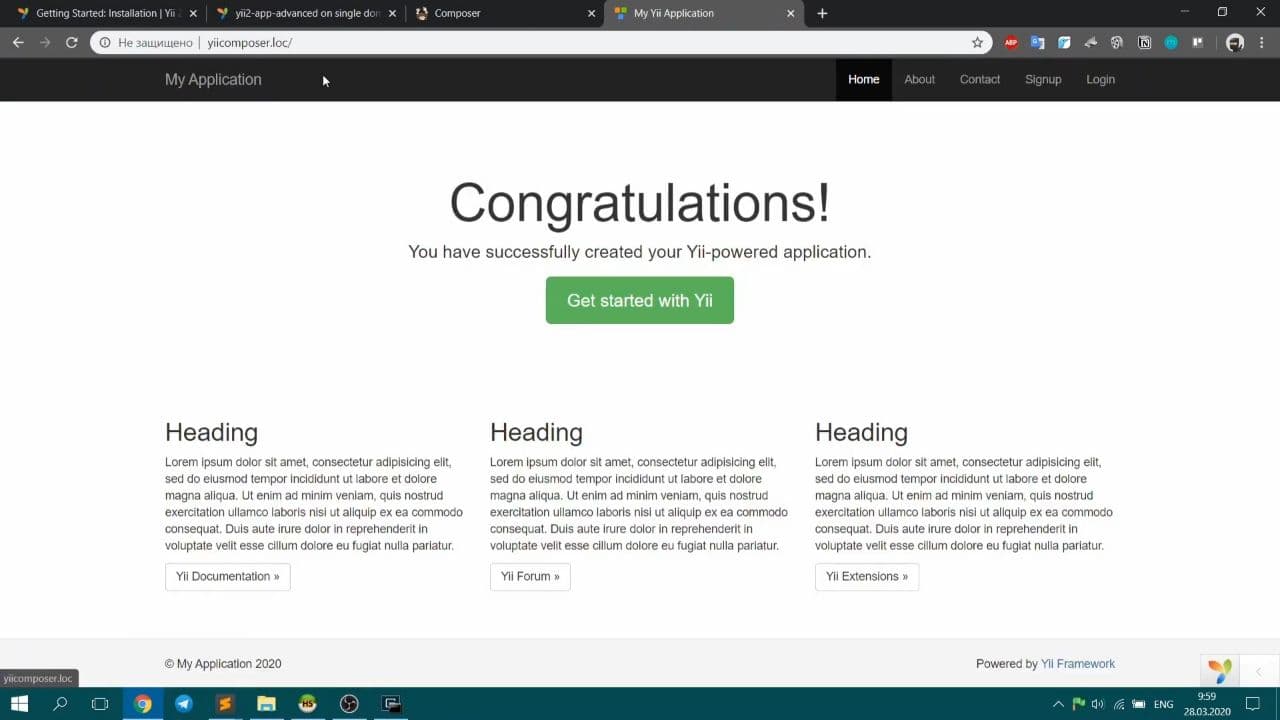 Getting Started: Installation | Yii
yii2-app-advanced on single don
Composer
My Yii Application
Не защищено
yiicomposer.loc/
ABP
My Application
Home
About
Contact
Signup
Login
Congratulations!
You have successfully created your Yii-powered application.
Get started with Yii
Heading
Lorem ipsum dolor sit amet, consectetur adipisicing elit,
sed do eiusmod tempor incididunt ut labore et dolore
magna aliqua. Ut enim ad minim veniam, quis nostrud
exercitation ullamco laboris nisi ut aliquip ex ea commodo
consequat. Duis aute irure dolor in reprehenderit in
voluptate velit esse cillum dolore eu fugiat nulla pariatur.
Yii Documentation »
Heading
Lorem ipsum dolor sit amet, consectetur adipisicing elit,
sed do eiusmod tempor incididunt ut labore et dolore
magna aliqua. Ut enim ad minim veniam, quis nostrud
exercitation ullamco laboris nisi ut aliquip ex ea commodo
consequat. Duis aute irure dolor in reprehenderit in
voluptate velit esse cillum dolore eu fugiat nulla pariatur.
Yii Forum »
Heading
Lorem ipsum dolor sit amet, consectetur adipisicing elit,
sed do eiusmod tempor incididunt ut labore et dolore
magna aliqua. Ut enim ad minim veniam, quis nostrud
exercitation ullamco laboris nisi ut aliquip ex ea commodo
consequat. Duis aute irure dolor in reprehenderit in
voluptate velit esse cillum dolore eu fugiat nulla pariatur.
Yii Extensions »
© My Application 2020
Powered by Yii Framework
yiicomposer.loc
HS
ENG
9:59
28.03.2020